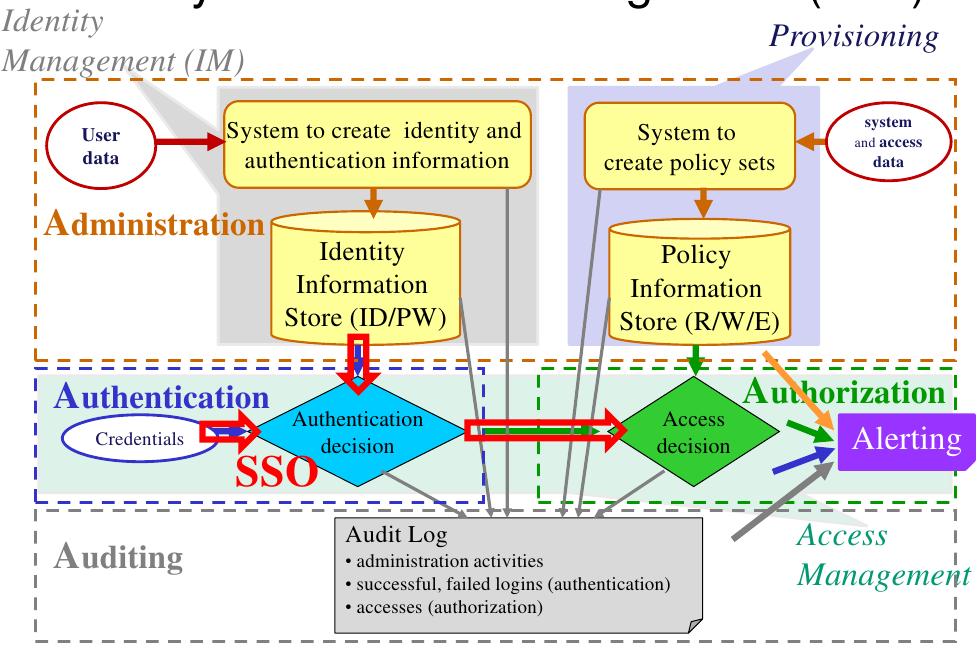 Identity
Management (IM)
Provisioning
User
data
System to create identity and
authentication information
System to
create policy sets
system
and access
data
Administration
Identity
Information
Store (ID/PW)
Policy
Information
Store (R/W/E)
Authentication
Authorization
Credentials
Authentication
decision
Access
decision
Alerting
SSO
Auditing
Audit Log
• administration activities
• successful, failed logins (authentication)
• accesses (authorization)
Access
Management